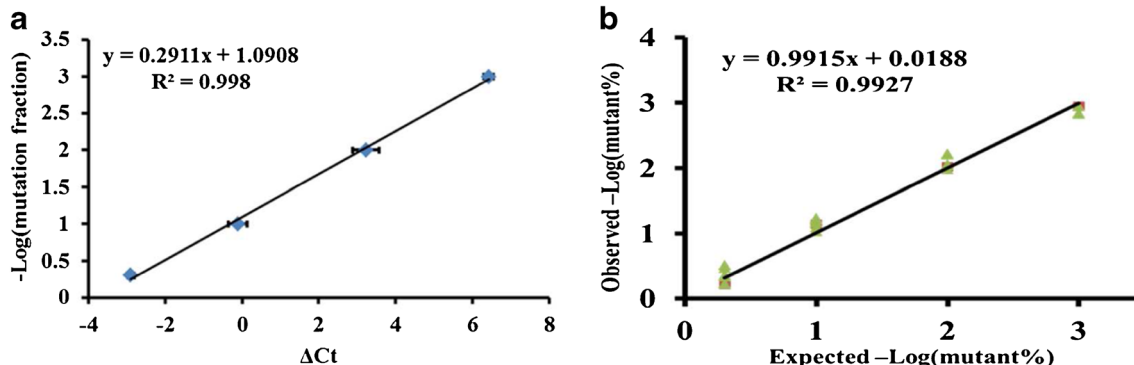 a
y = 0.2911x + 1.0908
R² = 0.998
-Log(mutation fraction)
3.5
3
2.5
2
1.5
1
0.5
0
-4 -2 0 2 4 6 8
ΔCt
b
y = 0.9915x + 0.0188
R² = 0.9927
Observed –Log(mutant%)
4
3
2
1
0
0 1 2 3
Expected –Log(mutant%)